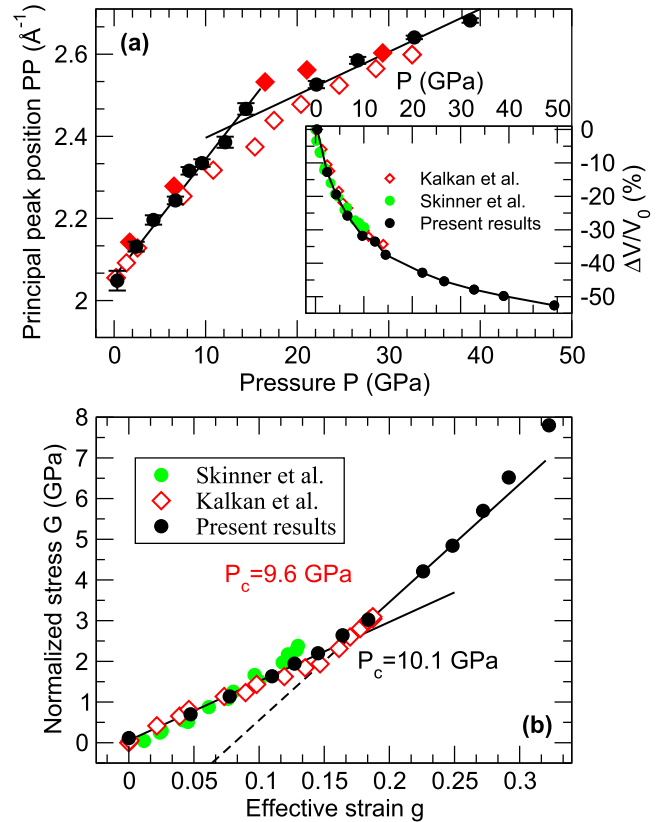 (a)
Principal peak position PP (Å⁻¹)
2.6
2.4
2.2
2
0 10 20 30 40 50
Pressure P (GPa)
P (GPa)
0 10 20 30 40 50
0
-10
-20
-30
-40
-50
ΔV/V₀ (%)
Kalkan et al.
Skinner et al.
Present results
(b)
Normalized stress G (GPa)
8
7
6
5
4
3
2
1
0
Skinner et al.
Kalkan et al.
Present results
P_c=9.6 GPa
P_c=10.1 GPa
0 0.05 0.1 0.15 0.2 0.25 0.3
Effective strain g